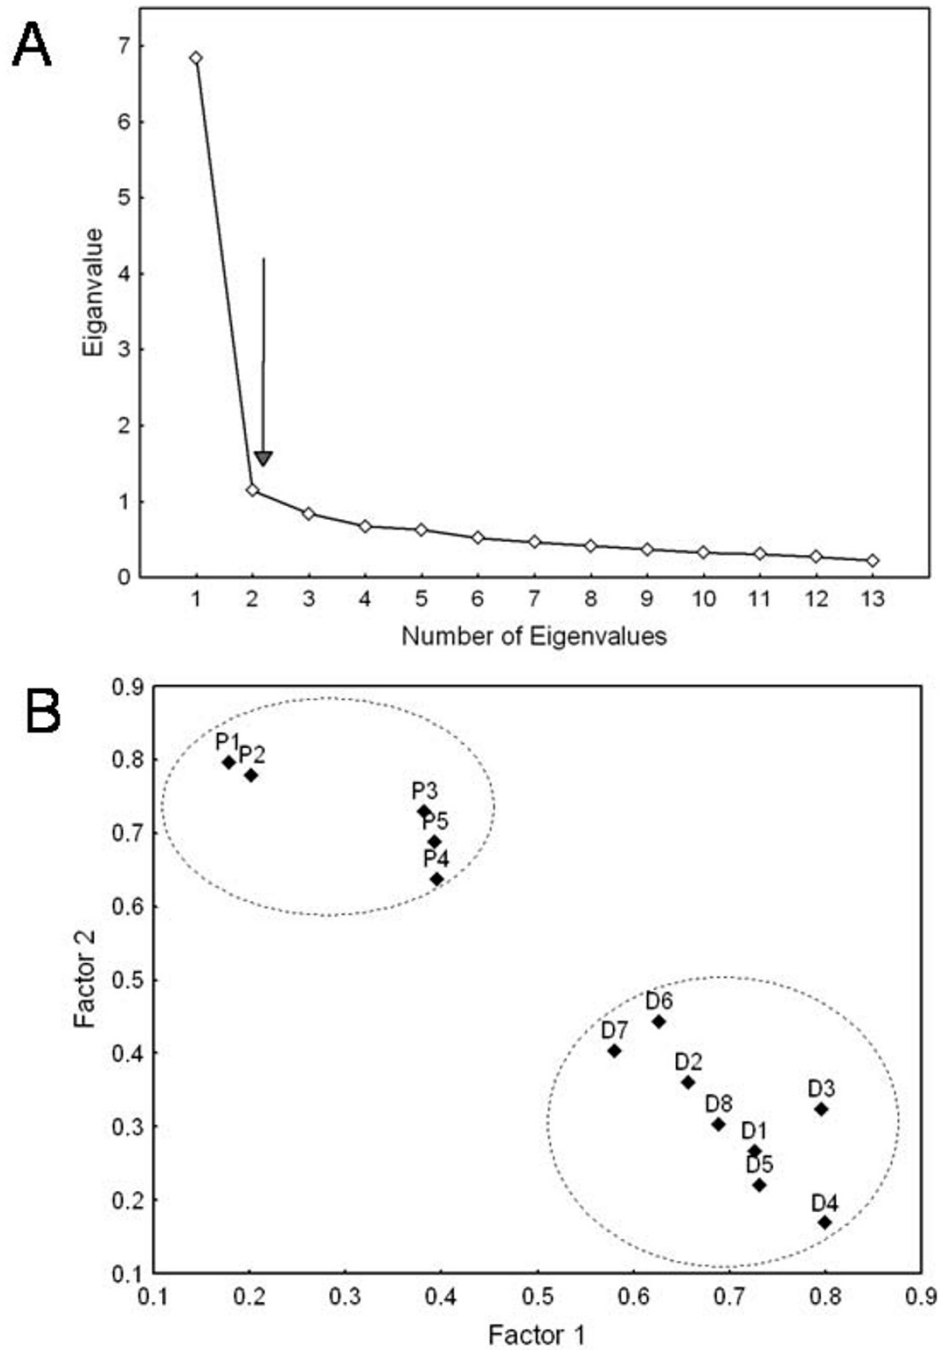 A
7
6
5
4
3
2
1
0
Eiganvalue
1 2 3 4 5 6 7 8 9 10 11 12 13
Number of Eigenvalues
B
0.9
0.8
0.7
0.6
0.5
0.4
0.3
0.2
0.1
Factor 2
P1
P2
P3
P5
P4
D6
D7
D2
D3
D8
D1
D5
D4
0.1 0.2 0.3 0.4 0.5 0.6 0.7 0.8 0.9
Factor 1